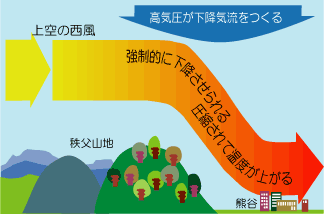 高気圧が下降気流をつくる
上空の西風
強制的に下降させられる
圧縮されて温度が上がる
秩父山地
熊谷